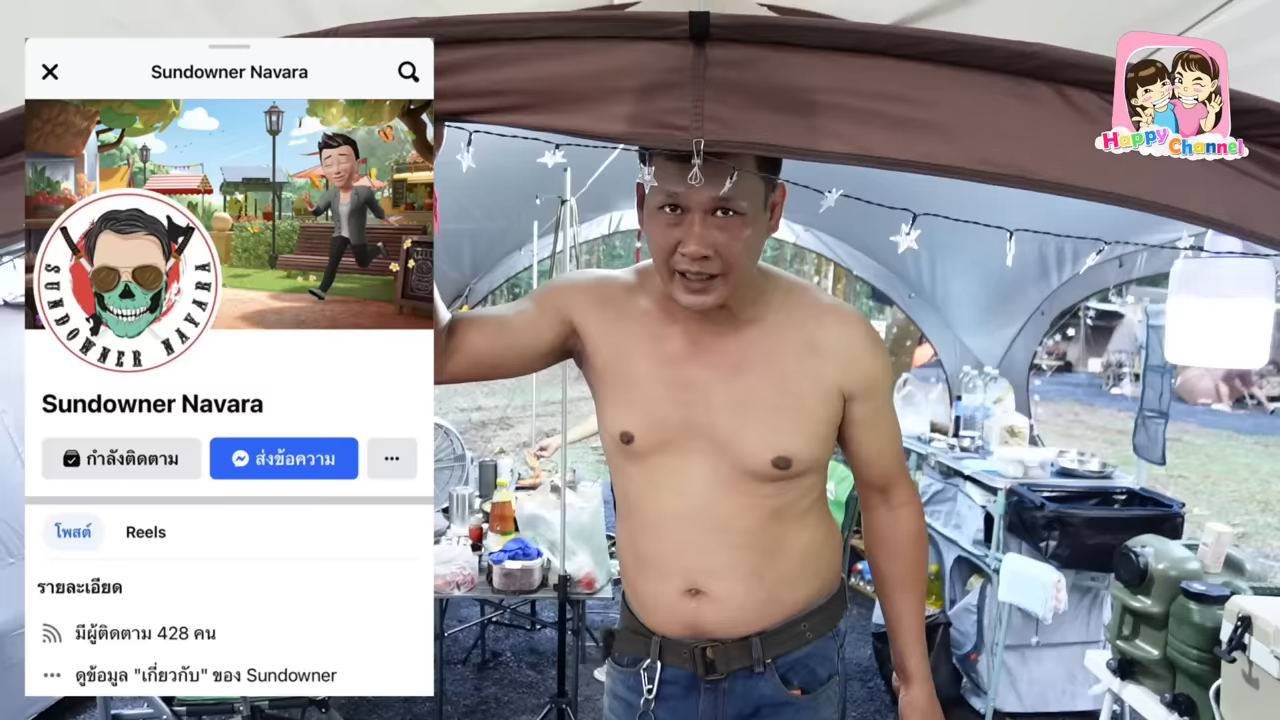 Sundowner Navara
SUNDOWNER NAVARA
Sundowner Navara
กำลังติดตาม
ส่งข้อความ
โพสต์
Reels
รายละเอียด
มีผู้ติดตาม 428 คน
ดูข้อมูล "เกี่ยวกับ" ของ Sundowner
Happy Channel